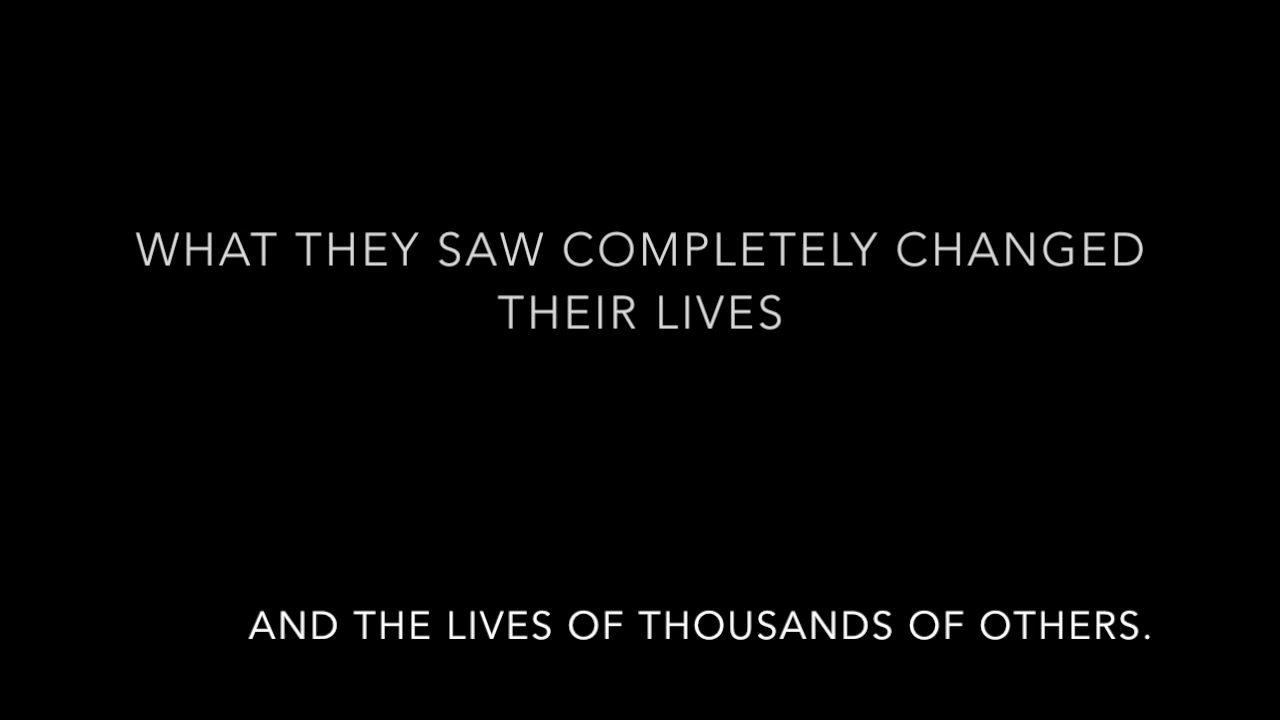 WHAT THEY SAW COMPLETELY CHANGED
THEIR LIVES
AND THE LIVES OF THOUSANDS OF OTHERS.